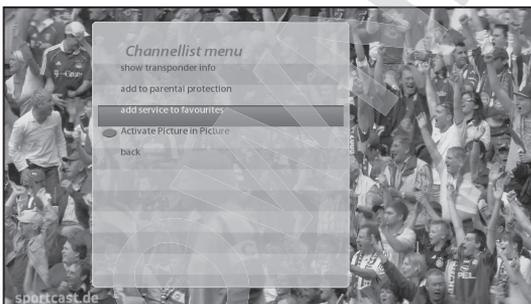 Channellist menu
show transponder info
add to parental protection
add service to favourites
Activate Picture in Picture
back
sportcast.de